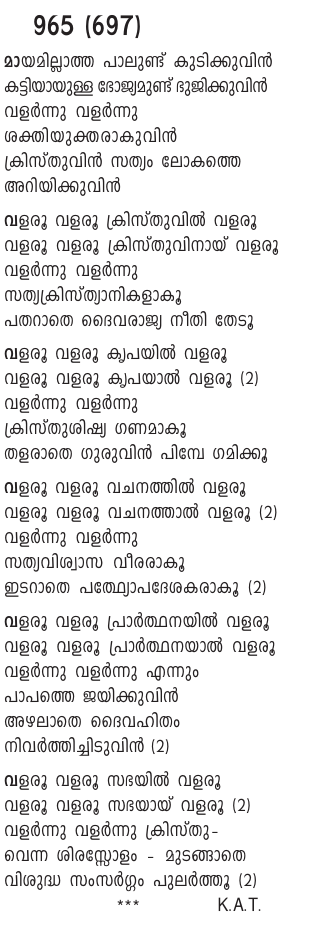 965 (697)
മായമില്ലാത്ത പാലുണ്ട് കുടിക്കുവിൻ
കട്ടിയായുള്ള ഭോജ്യമുണ്ട് ഭുജിക്കുവിൻ
വളർന്നു വളർന്നു
ശക്തിയുക്തരാകുവിൻ
ക്രിസ്തുവിൻ സത്യം ലോകത്തെ
അറിയിക്കുവിൻ
വളരൂ വളരൂ ക്രിസ്തുവിൽ വളരൂ
വളരൂ വളരൂ ക്രിസ്തുവിനായ് വളരൂ
വളർന്നു വളർന്നു
സത്യക്രിസ്ത്യാനികളാകൂ
പതറാതെ ദൈവരാജ്യ നീതി തേടൂ
വളരൂ വളരൂ കൃപയിൽ വളരൂ
വളരൂ വളരൂ കൃപയാൽ വളരൂ (2)
വളർന്നു വളർന്നു
ക്രിസ്തുശിഷ്യ ഗണമാകൂ
തളരാതെ ഗുരുവിൻ പിമ്പേ ഗമിക്കൂ
വളരൂ വളരൂ വചനത്തിൽ വളരൂ
വളരൂ വളരൂ വചനത്താൽ വളരൂ (2)
വളർന്നു വളർന്നു
സത്യവിശ്വാസ വീരരാകൂ
ഇടറാതെ പത്ഥ്യോപദേശകരാകൂ (2)
വളരൂ വളരൂ പ്രാർത്ഥനയിൽ വളരൂ
വളരൂ വളരൂ പ്രാർത്ഥനയാൽ വളരൂ
വളർന്നു വളർന്നു എന്നും
പാപത്തെ ജയിക്കുവിൻ
അഴലാതെ ദൈവഹിതം
നിവർത്തിച്ചിടുവിൻ (2)
വളരൂ വളരൂ സഭയിൽ വളരൂ
വളരൂ വളരൂ സഭയായ് വളരൂ (2)
വളർന്നു വളർന്നു ക്രിസ്തു-
വെന്ന ശിരസ്സോളം - മുടങ്ങാതെ
വിശുദ്ധ സംസർഗ്ഗം പുലർത്തൂ (2)
*** K.A.T.